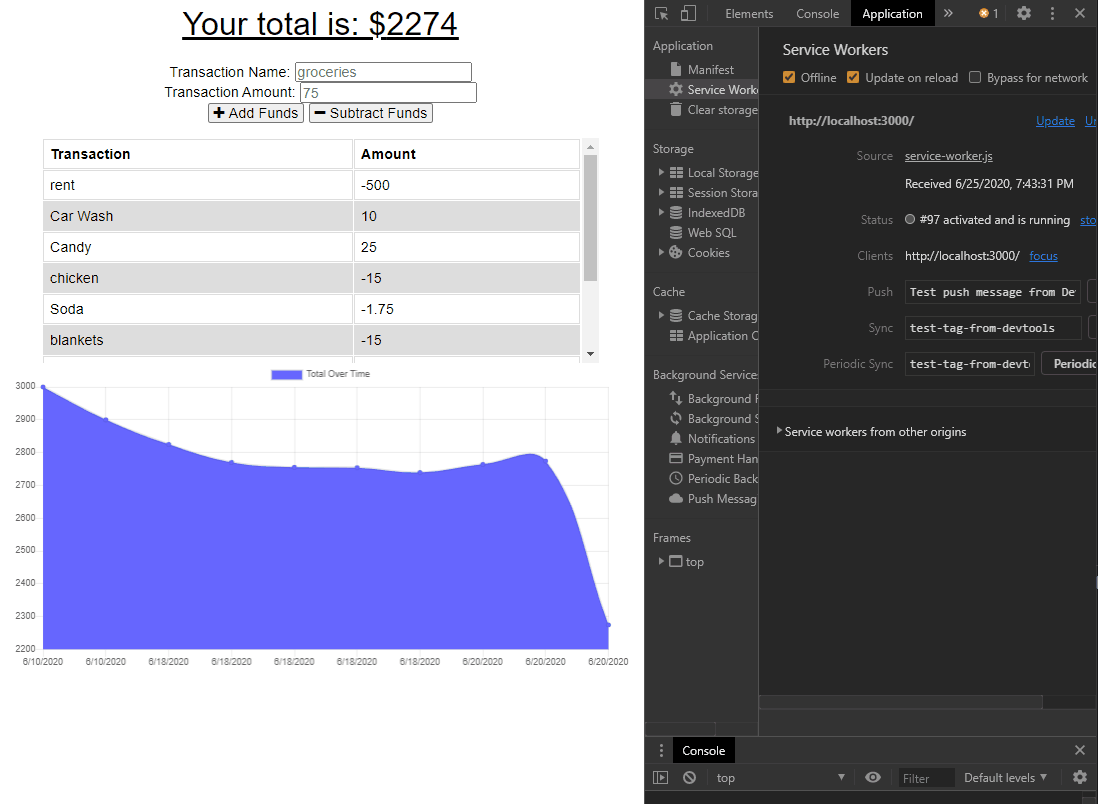 Your total is: $2274
Transaction Name: groceries
Transaction Amount: 75
Add Funds Subtract Funds
Transaction Amount
rent -500
Car Wash 10
Candy 25
chicken -15
Soda -1.75
blankets -15
Total Over Time
3000
2900
2800
2700
2600
2500
2400
2300
2200
6/10/2020 6/10/2020 6/18/2020 6/18/2020 6/18/2020 6/18/2020 6/18/2020 6/20/2020 6/20/2020 6/20/2020
Elements Console Application » 1
Application
Manifest
Service Work
Clear storage
Storage
Local Storage
Session Stora
IndexedDB
Web SQL
Cookies
Cache
Cache Storag
Application C
Background Service
Background F
Background S
Notifications
Payment Han
Periodic Back
Push Messag
Frames
top
Service Workers
Offline Update on reload Bypass for network
http://localhost:3000/ Update Un
Source service-worker.js
Received 6/25/2020, 7:43:31 PM
Status #97 activated and is running sto
Clients http://localhost:3000/ focus
Push Test push message from De
Sync test-tag-from-devtools
Periodic Sync test-tag-from-devt Periodic
Service workers from other origins
Console
top Filter Default levels